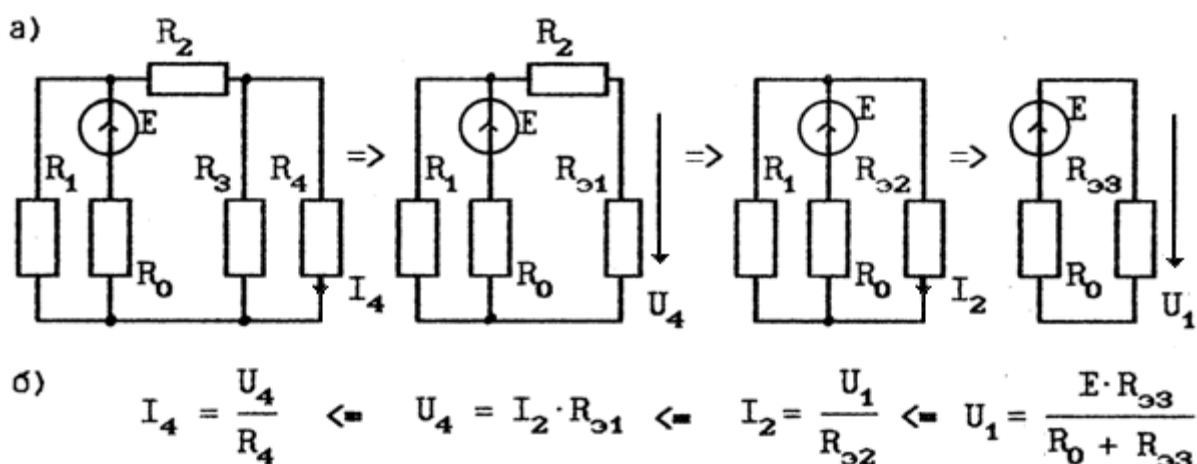 а)
R₂
R₂
E
E
E
R₁
R₃
R₄
=>
R₁
Rэ1
=>
R₁
Rэ2
=>
Rэ3
R₀
I₄
R₀
U₄
R₀
I₂
R₀
U₁
б)
I₄ = U₄/R₄ <= U₄ = I₂·Rэ1 <= I₂ = U₁/Rэ2 <= U₁ = E·Rэ3/(R₀ + Rэ3)